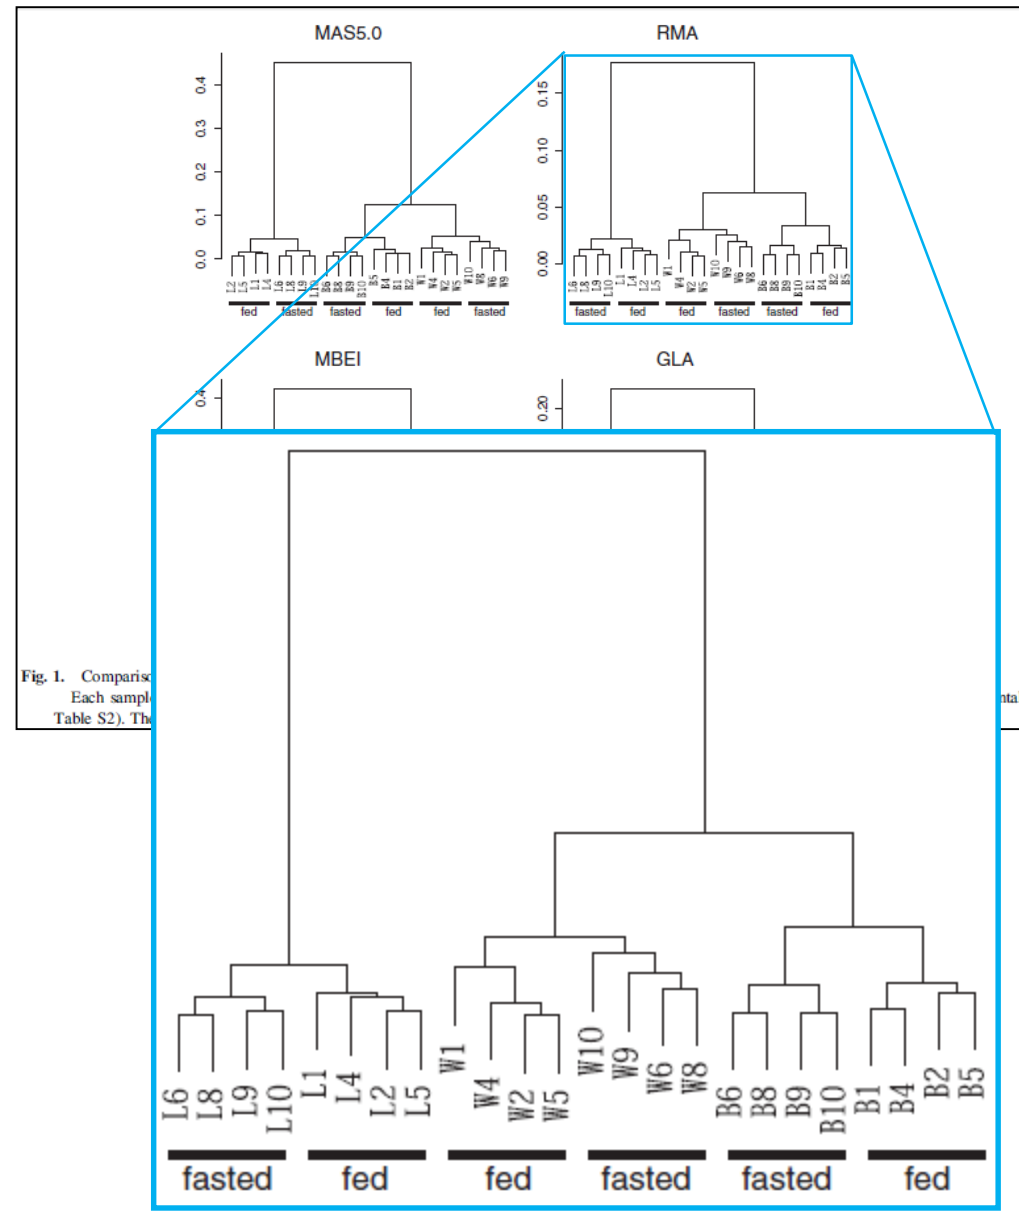 MAS5.0
RMA
0.4
0.3
0.2
0.1
0.0
L2 L5 L1 L4 L6 L8 L9 L10 B6 B8 B9 B10 B5 B4 B1 B2 W1 W4 W2 W5 W10 W8 W6 W9
fed fasted fasted fed fed fasted
0.15
0.10
0.05
0.00
L6 L8 L9 L10 L1 L4 L2 L5 W1 W4 W2 W5 W10 W9 W6 W8 B6 B8 B9 B10 B1 B4 B2 B5
fasted fed fed fasted fasted fed
MBEI
GLA
0.4
0.20
L6 L8 L9 L10 L1 L4 L2 L5 W1 W4 W2 W5 W10 W9 W6 W8 B6 B8 B9 B10 B1 B4 B2 B5
fasted fed fed fasted fasted fed
Fig. 1.
Each
Table S2).